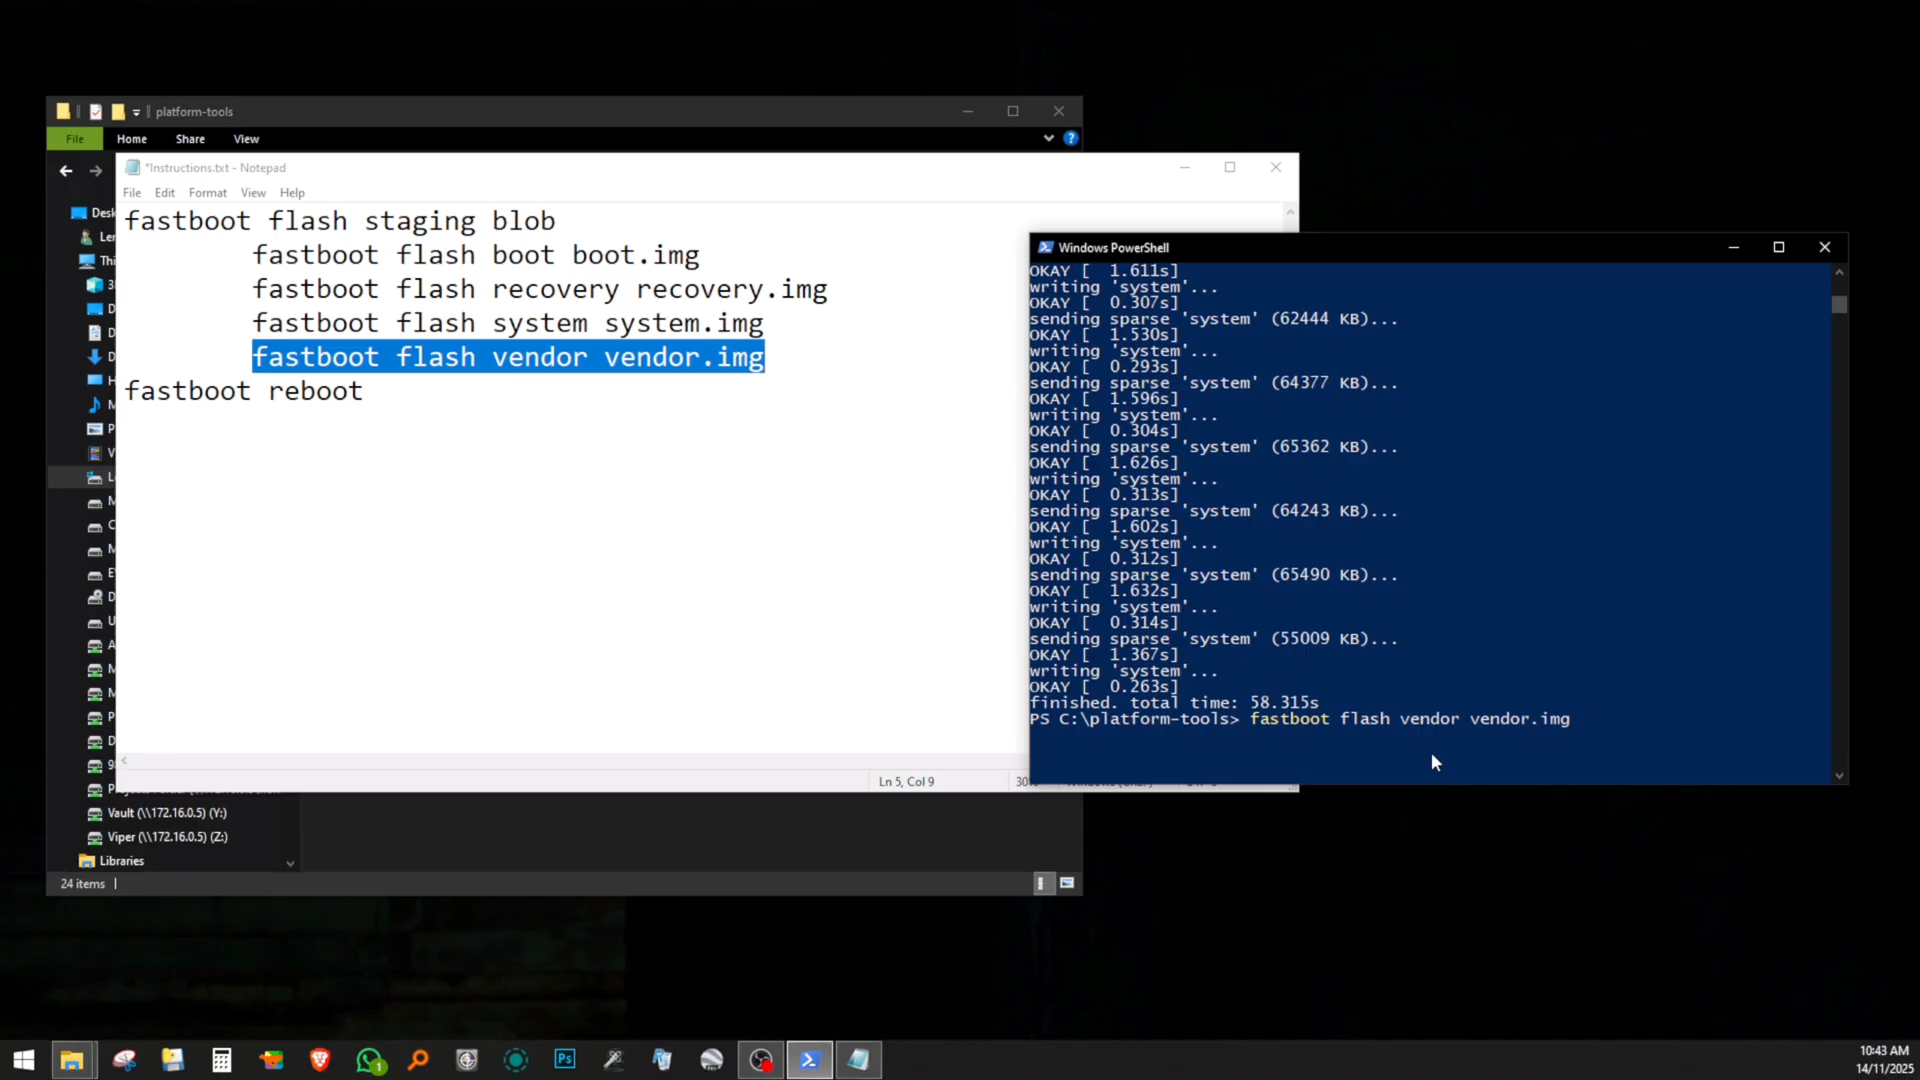 platform-tools
File Home Share View
*Instructions.txt - Notepad
File Edit Format View Help
fastboot flash staging blob
fastboot flash boot boot.img
fastboot flash recovery recovery.img
fastboot flash system system.img
fastboot flash vendor vendor.img
fastboot reboot
Ln 5, Col 9
Vault (\\172.16.0.5) (Y:)
Viper (\\172.16.0.5) (Z:)
Libraries
24 items
Windows PowerShell
OKAY [  1.611s]
writing 'system'...
OKAY [  0.307s]
sending sparse 'system' (62444 KB)...
OKAY [  1.530s]
writing 'system'...
OKAY [  0.293s]
sending sparse 'system' (64377 KB)...
OKAY [  1.596s]
writing 'system'...
OKAY [  0.304s]
sending sparse 'system' (65362 KB)...
OKAY [  1.626s]
writing 'system'...
OKAY [  0.313s]
sending sparse 'system' (64243 KB)...
OKAY [  1.602s]
writing 'system'...
OKAY [  0.312s]
sending sparse 'system' (65490 KB)...
OKAY [  1.632s]
writing 'system'...
OKAY [  0.314s]
sending sparse 'system' (55009 KB)...
OKAY [  1.367s]
writing 'system'...
OKAY [  0.263s]
finished. total time: 58.315s
PS C:\platform-tools> fastboot flash vendor vendor.img
Ps
1
10:43 AM
14/11/2025